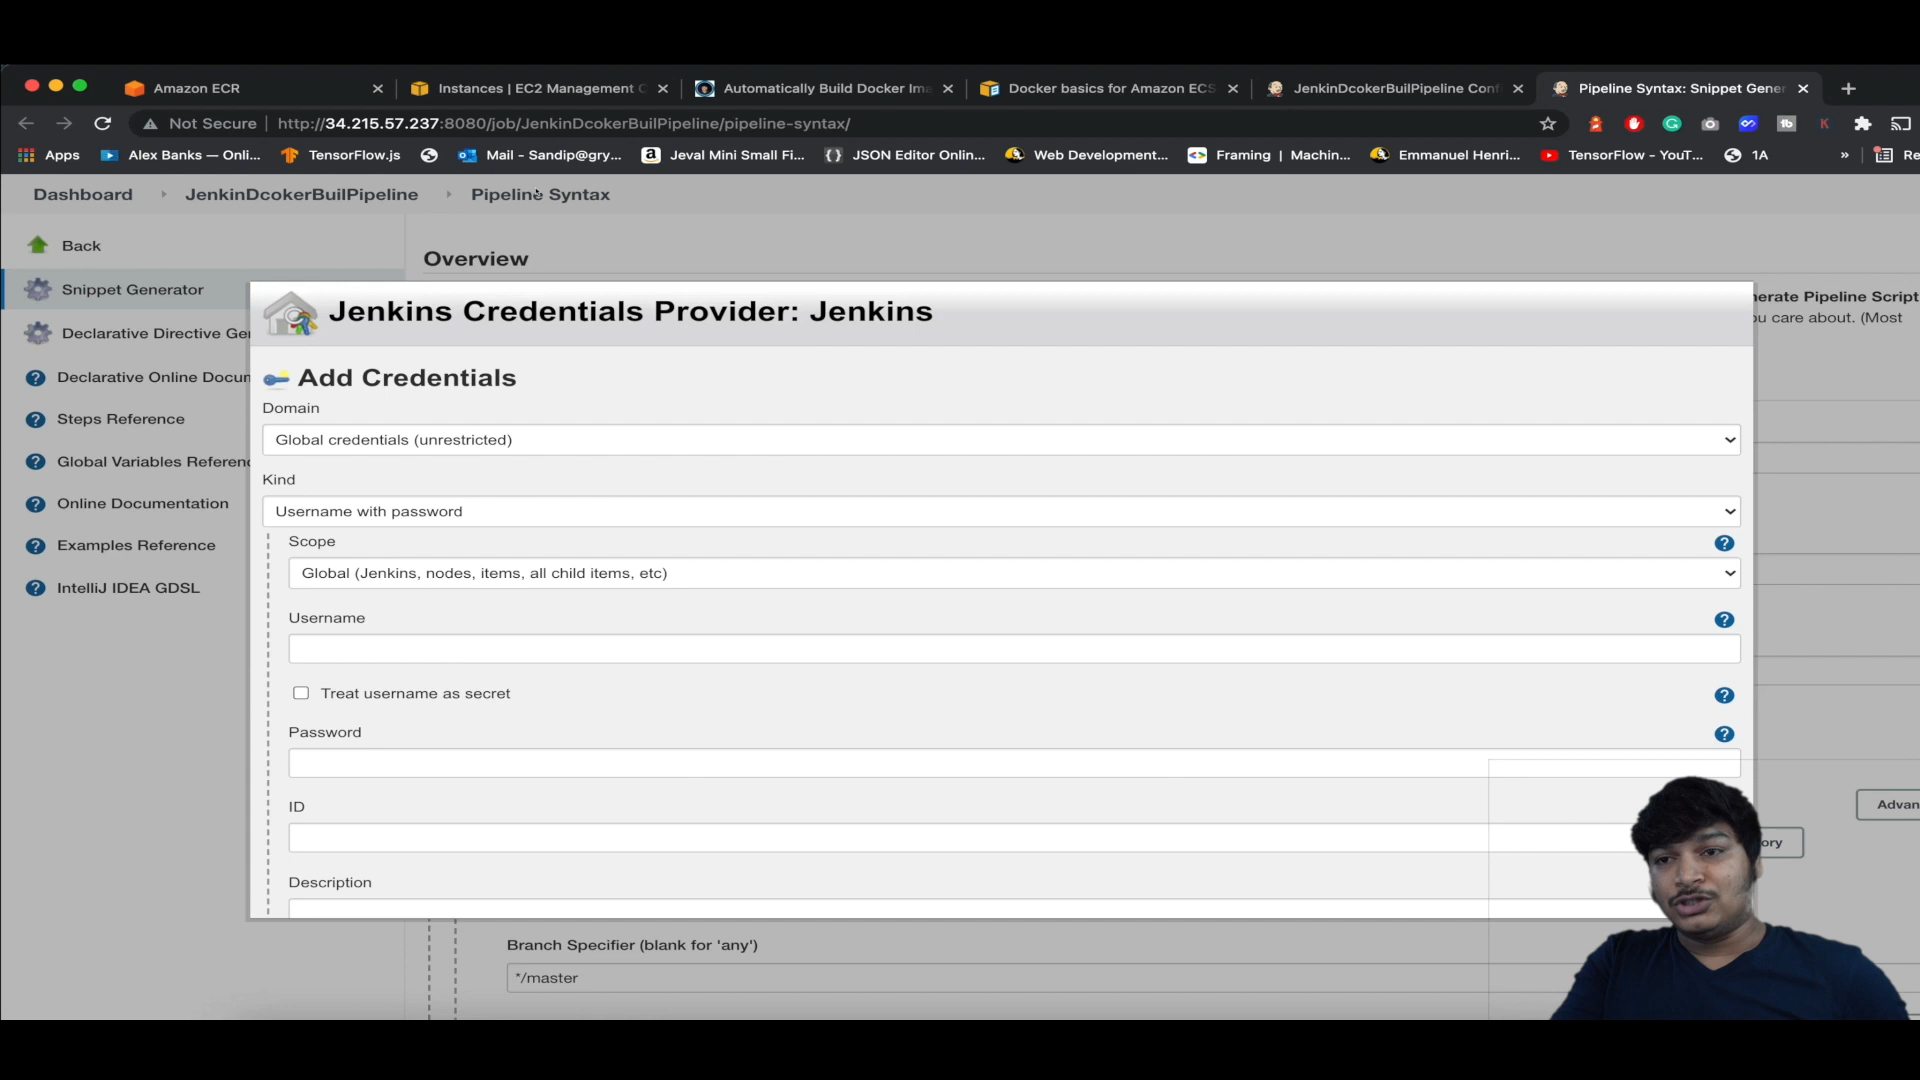 Amazon ECR
Instances | EC2 Management C
Automatically Build Docker Ima
Docker basics for Amazon ECS
JenkinDcokerBuilPipeline Conf
Pipeline Syntax: Snippet Gener
Not Secure
http://34.215.57.237:8080/job/JenkinDcokerBuilPipeline/pipeline-syntax/
Apps
Alex Banks — Onli...
TensorFlow.js
Mail - Sandip@gry...
Jeval Mini Small Fi...
JSON Editor Onlin...
Web Development...
Framing | Machin...
Emmanuel Henri...
TensorFlow - YouT...
1A
»
Re
Dashboard
JenkinDcokerBuilPipeline
Pipeline Syntax
Back
Snippet Generator
Declarative Directive Ge
Declarative Online Docum
Steps Reference
Global Variables Referenc
Online Documentation
Examples Reference
IntelliJ IDEA GDSL
Overview
nerate Pipeline Script
ou care about. (Most
Jenkins Credentials Provider: Jenkins
Add Credentials
Domain
Global credentials (unrestricted)
Kind
Username with password
Scope
Global (Jenkins, nodes, items, all child items, etc)
Username
Treat username as secret
Password
ID
Description
Advan
ory
Branch Specifier (blank for 'any')
*/master